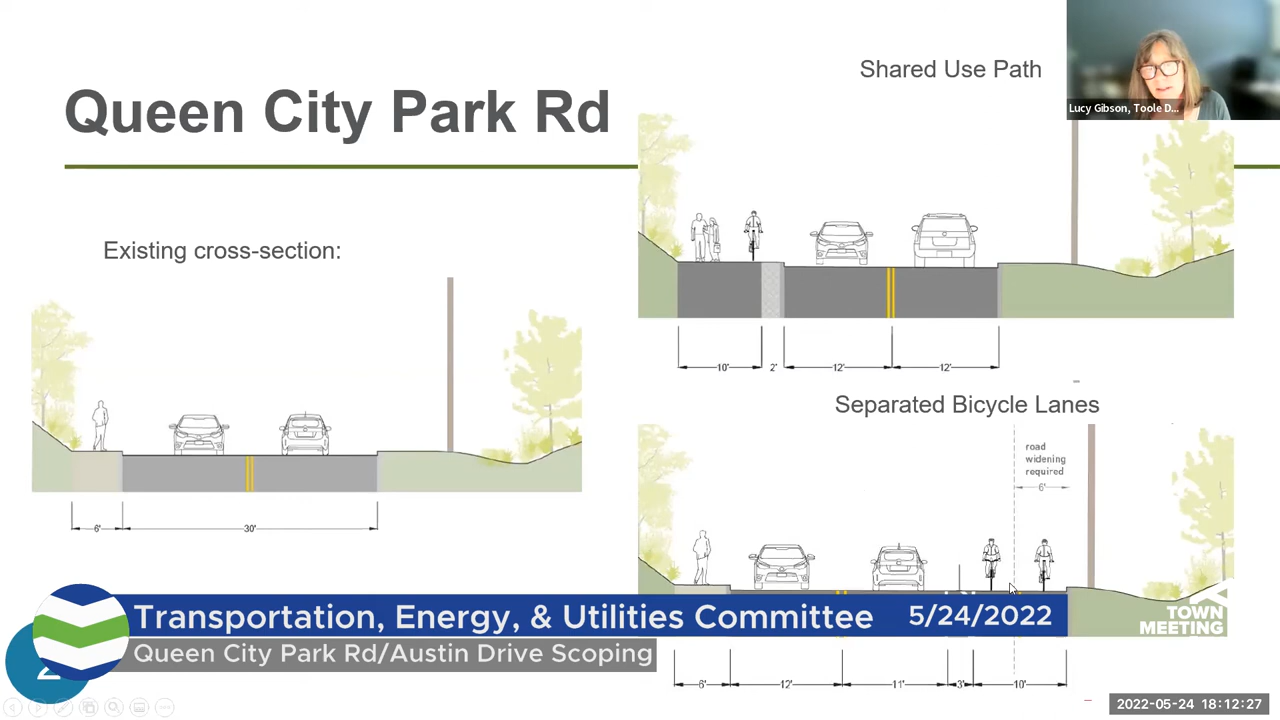 Shared Use Path
Lucy Gibson, Toole D...
Queen City Park Rd
Existing cross-section:
10'
2'
12'
12'
Separated Bicycle Lanes
road
widening
required
6'
6'
30'
TOWN
MEETING
Transportation, Energy, & Utilities Committee
5/24/2022
Queen City Park Rd/Austin Drive Scoping
6'
12'
11'
3'
10'
2022-05-24 18:12:27